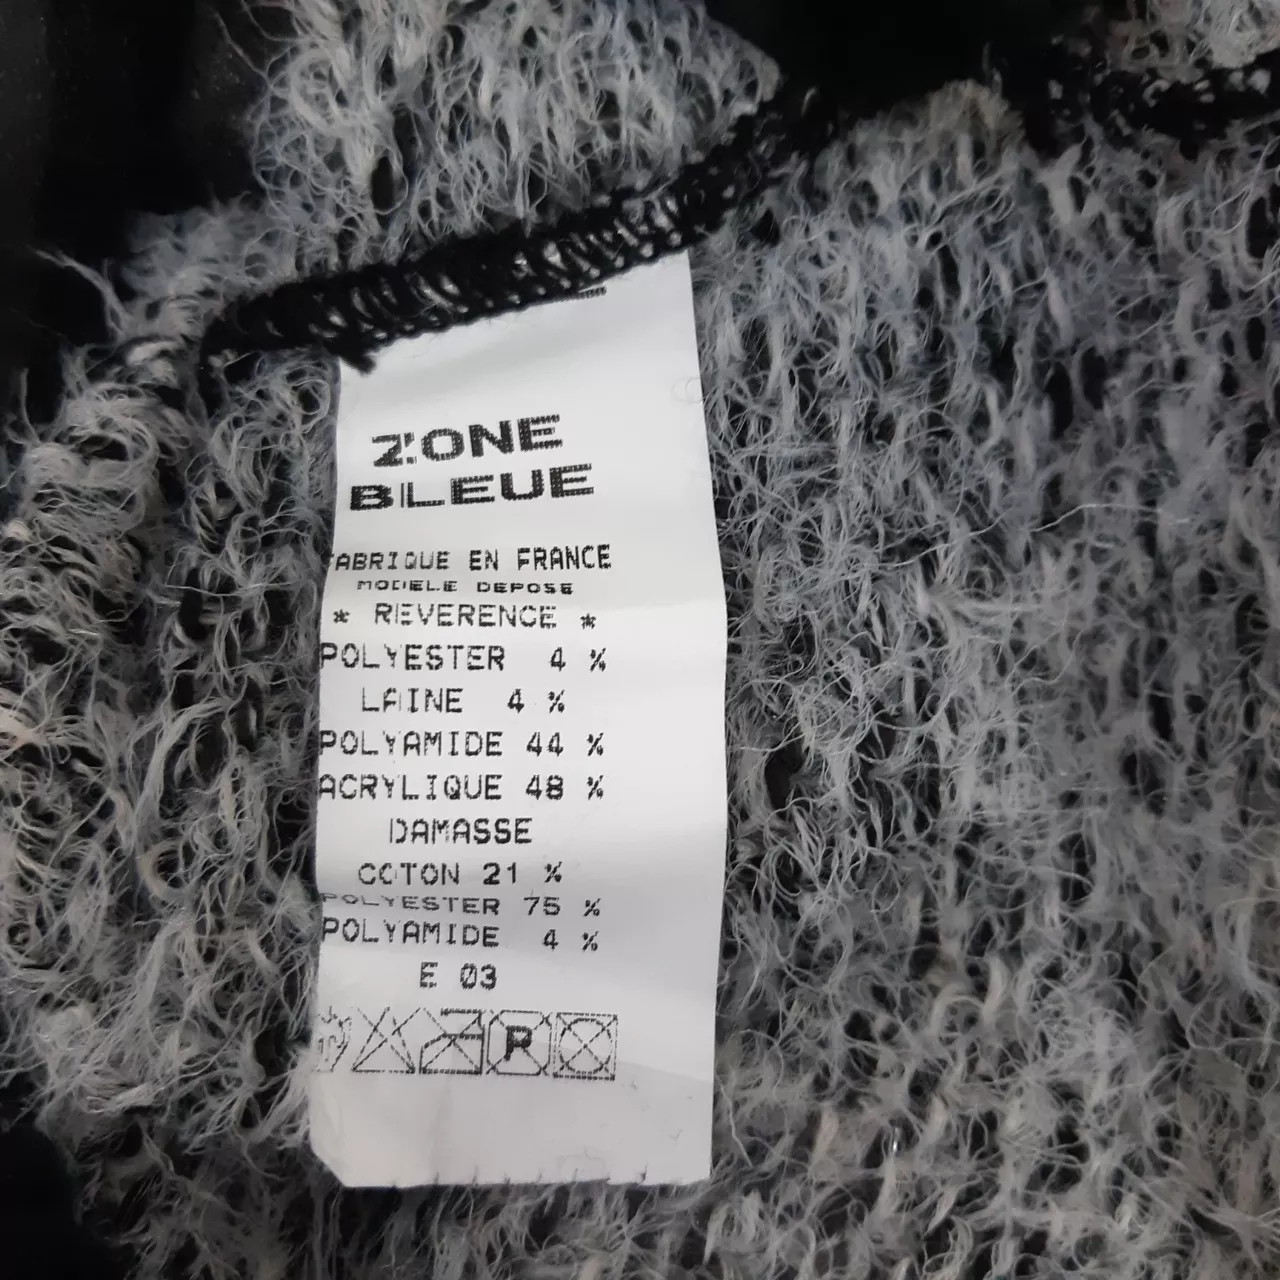 ZONE
BLEUE
FABRIQUE EN FRANCE
MODELE DEPOSE
* REVERENCE *
POLYESTER 4 %
LAINE 4 %
POLYAMIDE 44 %
ACRYLIQUE 48 %
DAMASSE
COTON 21 %
POLYESTER 75 %
POLYAMIDE 4 %
E 03
P